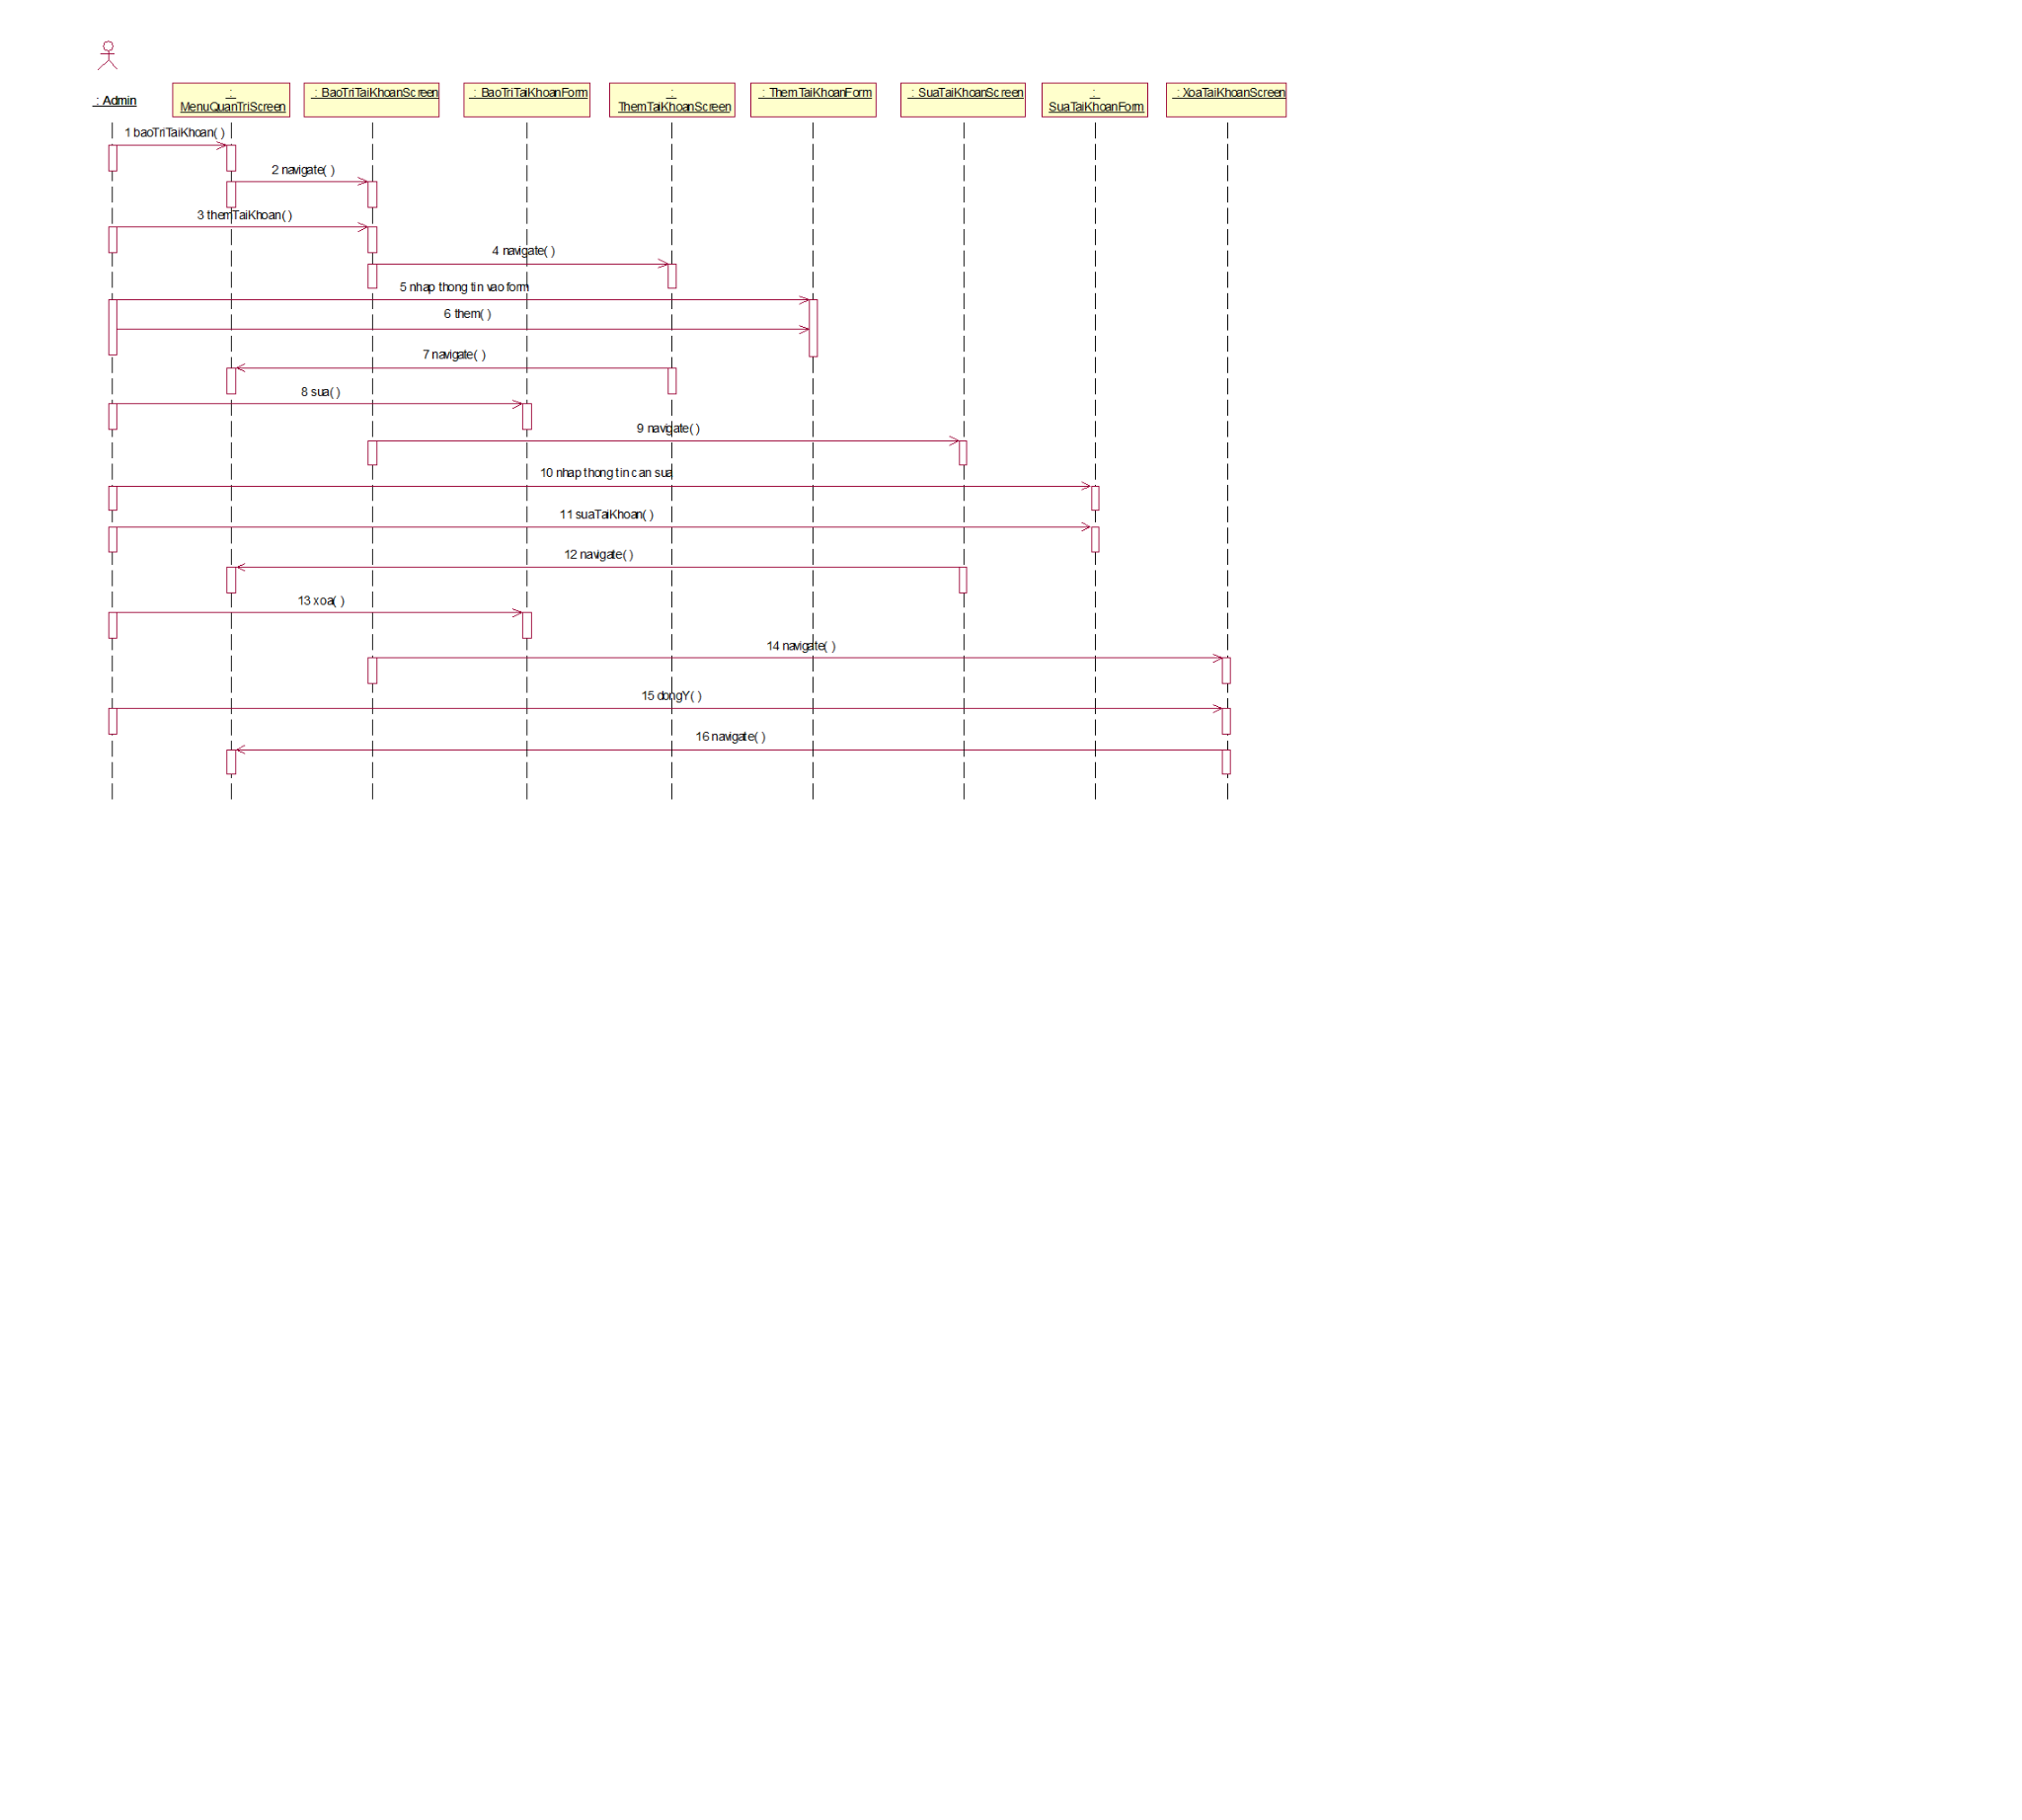 : Admin
:
MenuQuanTriScreen
: BaoTriTaiKhoanScreen
: BaoTriTaiKhoanForm
:
ThemTaiKhoanScreen
: ThemTaiKhoanForm
: SuaTaiKhoanScreen
:
SuaTaiKhoanForm
: XoaTaiKhoanScreen
1 baoTriTaiKhoan( )
2 navigate( )
3 themTaiKhoan( )
4 navigate( )
5 nhap thong tin vao form
6 them( )
7 navigate( )
8 sua( )
9 navigate( )
10 nhap thong tin can sua
11 suaTaiKhoan( )
12 navigate( )
13 xoa( )
14 navigate( )
15 dongY( )
16 navigate( )